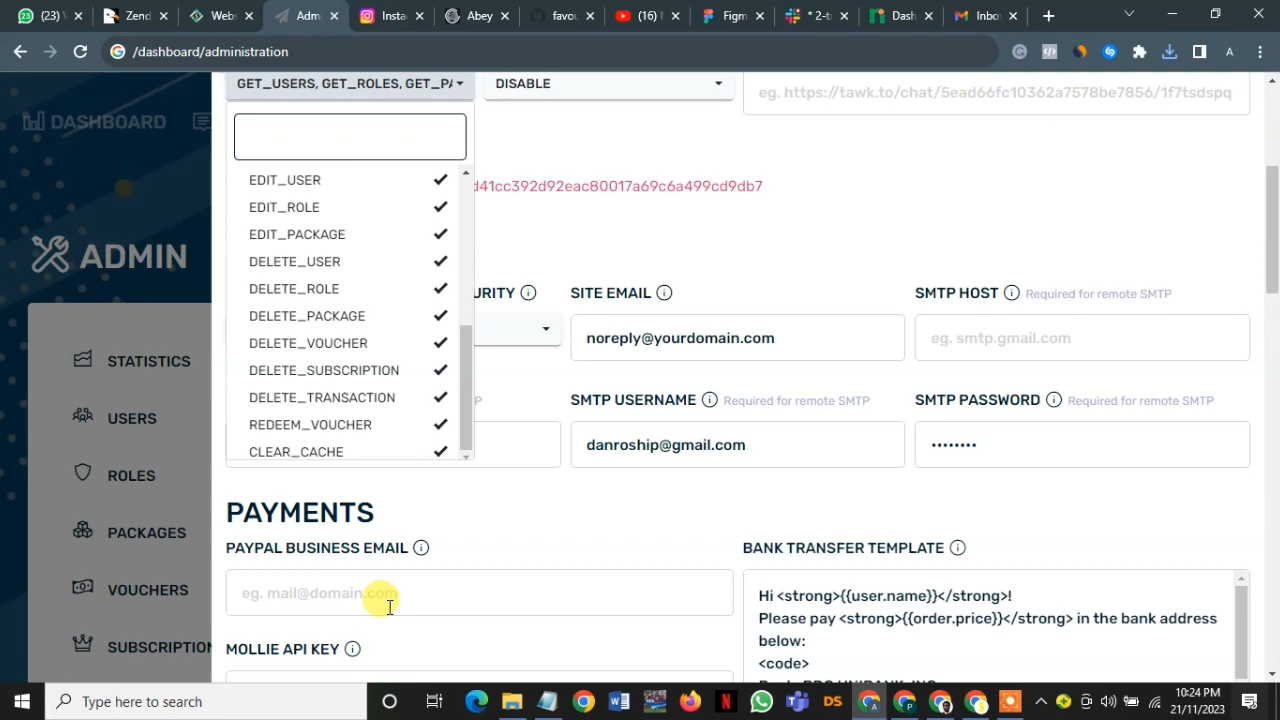 (23)
Zend
Web
Adm
Insta
Abey
favou
(16) I
Figm
* 2-t
Dash
Inbo
/dashboard/administration
A
GET_USERS, GET_ROLES, GET_PA
DISABLE
eg. https://tawk.to/chat/5ead66fc10362a7578be7856/1f7tsdspq
DASHBOARD
EDIT_USER
d41cc392d92eac80017a69c6a499cd9db7
EDIT_ROLE
EDIT_PACKAGE
ADMIN
DELETE_USER
DELETE_ROLE
URITY
SITE EMAIL
SMTP HOST Required for remote SMTP
DELETE_PACKAGE
noreply@yourdomain.com
eg. smtp.gmail.com
DELETE_VOUCHER
STATISTICS
DELETE_SUBSCRIPTION
DELETE_TRANSACTION
P
SMTP USERNAME Required for remote SMTP
SMTP PASSWORD Required for remote SMTP
USERS
REDEEM_VOUCHER
danroship@gmail.com
••••••••
CLEAR_CACHE
ROLES
PAYMENTS
PACKAGES
PAYPAL BUSINESS EMAIL
BANK TRANSFER TEMPLATE
VOUCHERS
eg. mail@domain.com
Hi <strong>{{user.name}}</strong>!
Please pay <strong>{{order.price}}</strong> in the bank address
below:
<code>
SUBSCRIPTION
MOLLIE API KEY
Type here to search
DS
10:24 PM
21/11/2023